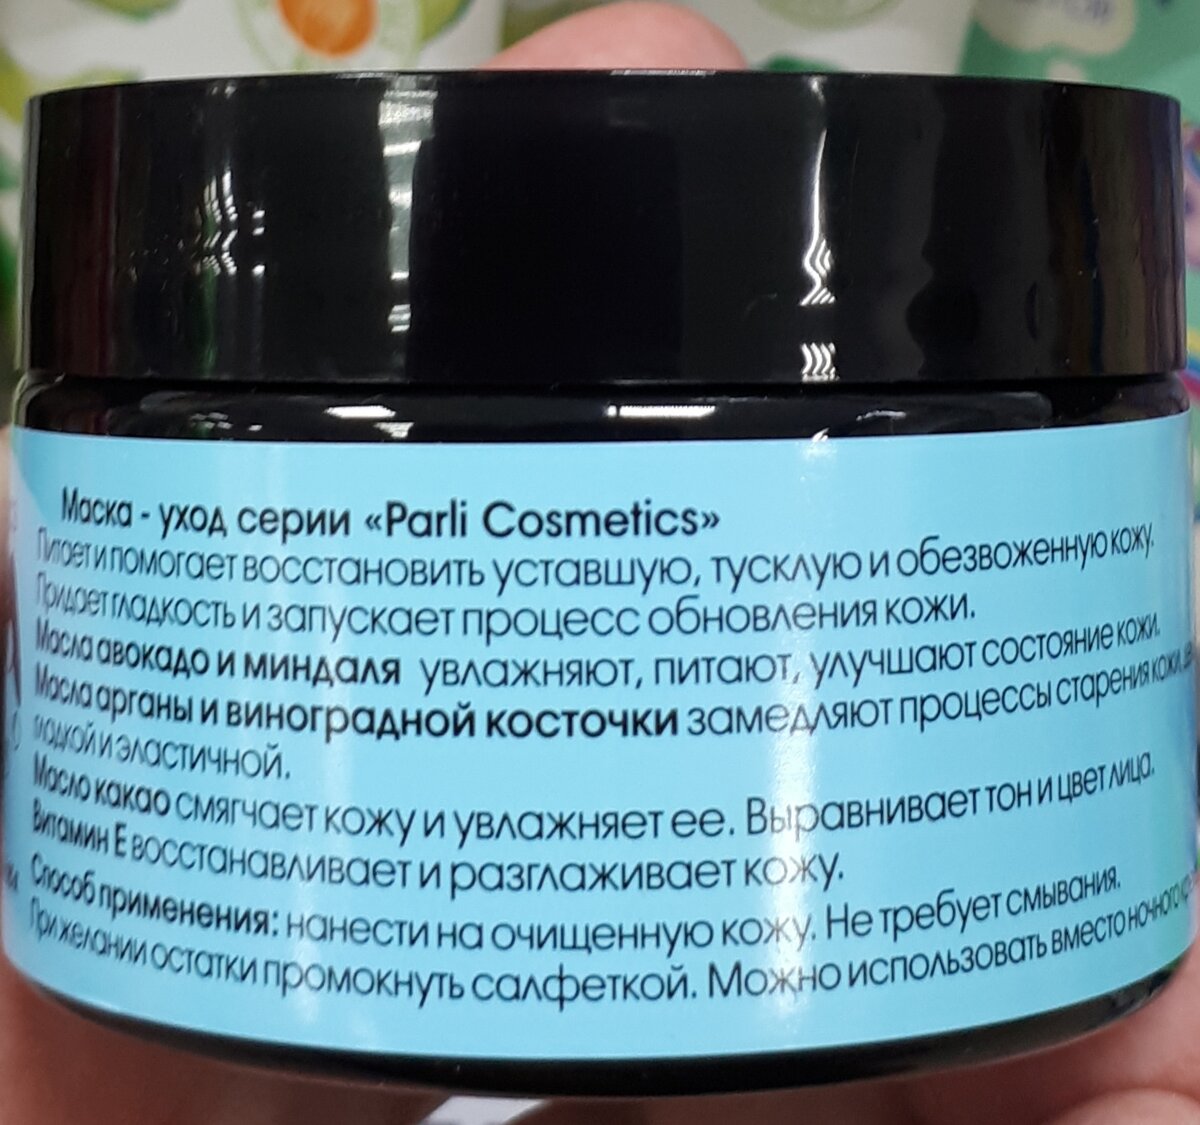 Маска - уход серии «Parli Cosmetics»
Питает и помогает восстановить уставшую, тусклую и обезвоженную кожу.
Придает гладкость и запускает процесс обновления кожи.
Масла авокадо и миндаля увлажняют, питают, улучшают состояние кожи.
Масла арганы и виноградной косточки замедляют процессы старения кожи,
гладкой и эластичной.
Масло какао смягчает кожу и увлажняет ее. Выравнивает тон и цвет лица.
Витамин Е восстанавливает и разглаживает кожу.
Способ применения: нанести на очищенную кожу. Не требует смывания.
При желании остатки промокнуть салфеткой. Можно использовать вместо ночного